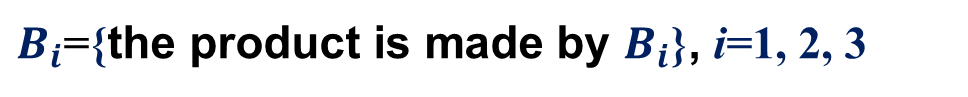 Bᵢ={the product is made by Bᵢ}, i=1, 2, 3